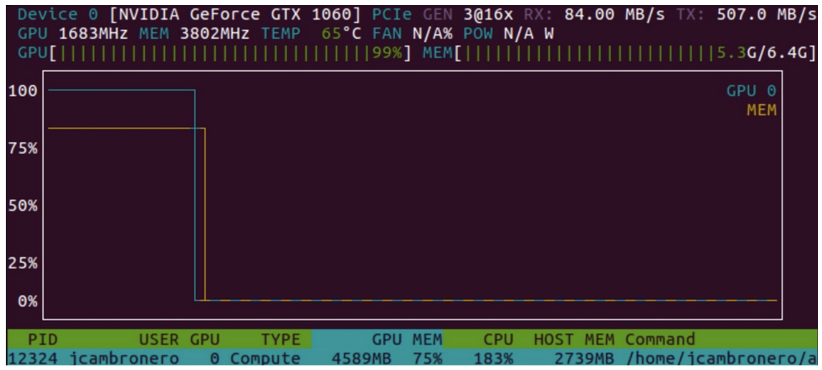 Device 0 [NVIDIA GeForce GTX 1060] PCIe GEN 3@16x RX: 84.00 MB/s TX: 507.0 MB/s
GPU 1683MHz MEM 3802MHz TEMP 65°C FAN N/A% POW N/A W
GPU[||||||||||||||||||||||||||||||99%] MEM[||||||||||||||||||||||||5.3G/6.4G]
100
GPU 0
MEM
75%
50%
25%
0%
PID USER GPU TYPE GPU MEM CPU HOST MEM Command
12324 jcambronero 0 Compute 4589MB 75% 183% 2739MB /home/jcambronero/a